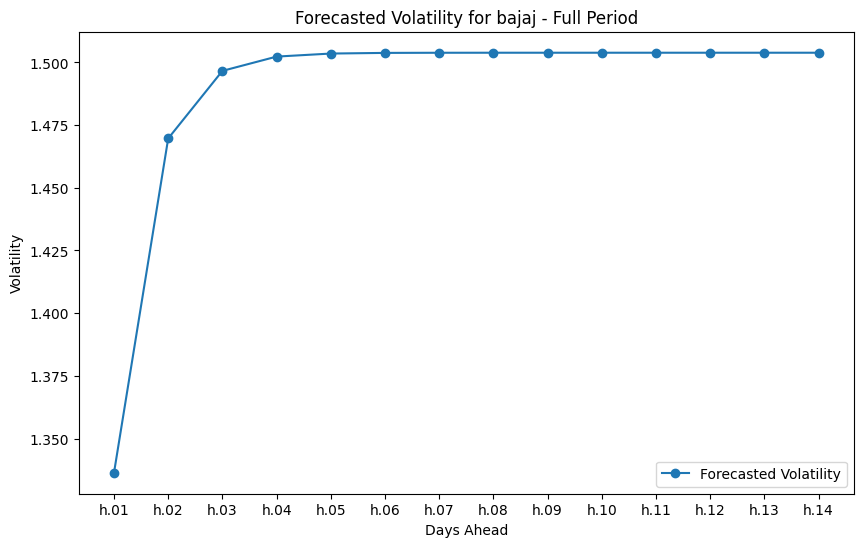 Forecasted Volatility for bajaj - Full Period
Volatility
1.500
1.475
1.450
1.425
1.400
1.375
1.350
Forecasted Volatility
h.01 h.02 h.03 h.04 h.05 h.06 h.07 h.08 h.09 h.10 h.11 h.12 h.13 h.14
Days Ahead